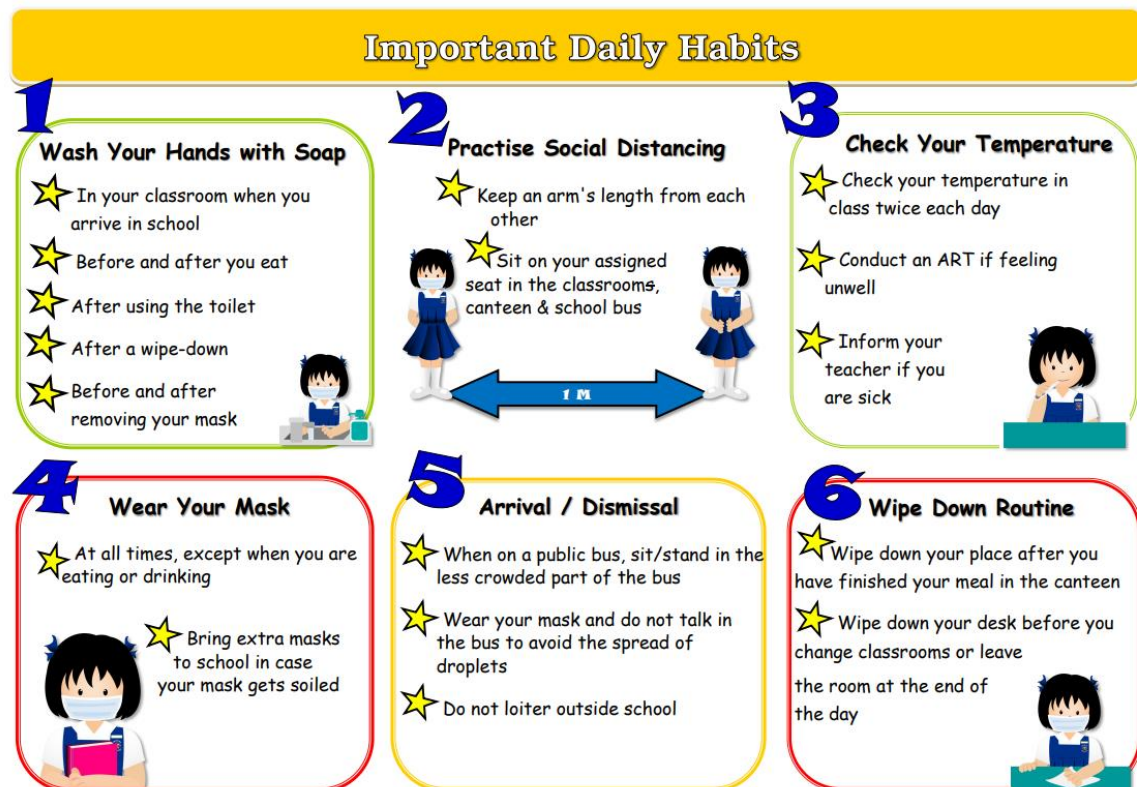 Important Daily Habits
1
Wash Your Hands with Soap
In your classroom when you
arrive in school
Before and after you eat
After using the toilet
After a wipe-down
Before and after
removing your mask
2
Practise Social Distancing
Keep an arm's length from each
other
Sit on your assigned
seat in the classrooms,
canteen & school bus
1 M
3
Check Your Temperature
Check your temperature in
class twice each day
Conduct an ART if feeling
unwell
Inform your
teacher if you
are sick
4
Wear Your Mask
At all times, except when you are
eating or drinking
Bring extra masks
to school in case
your mask gets soiled
5
Arrival / Dismissal
When on a public bus, sit/stand in the
less crowded part of the bus
Wear your mask and do not talk in
the bus to avoid the spread of
droplets
Do not loiter outside school
6
Wipe Down Routine
Wipe down your place after you
have finished your meal in the canteen
Wipe down your desk before you
change classrooms or leave
the room at the end of
the day